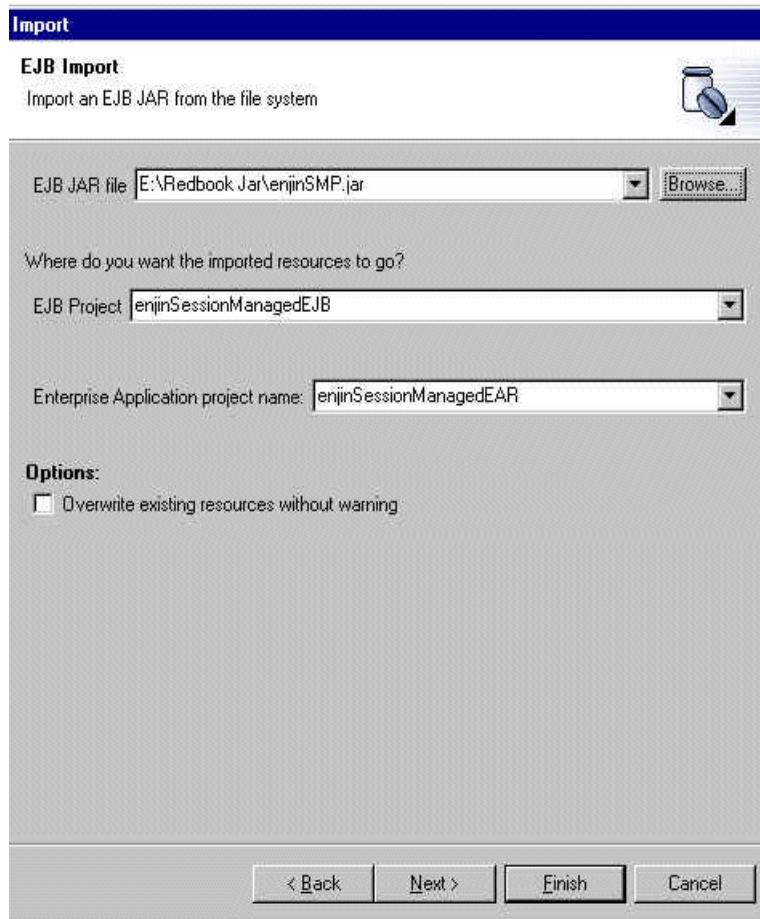 Import
EJB Import
Import an EJB JAR from the file system
EJB JAR file E:\Redbook Jar\enjinSMP.jar Browse...
Where do you want the imported resources to go?
EJB Project enjinSessionManagedEJB
Enterprise Application project name: enjinSessionManagedEAR
Options:
Overwrite existing resources without warning
< Back Next > Finish Cancel